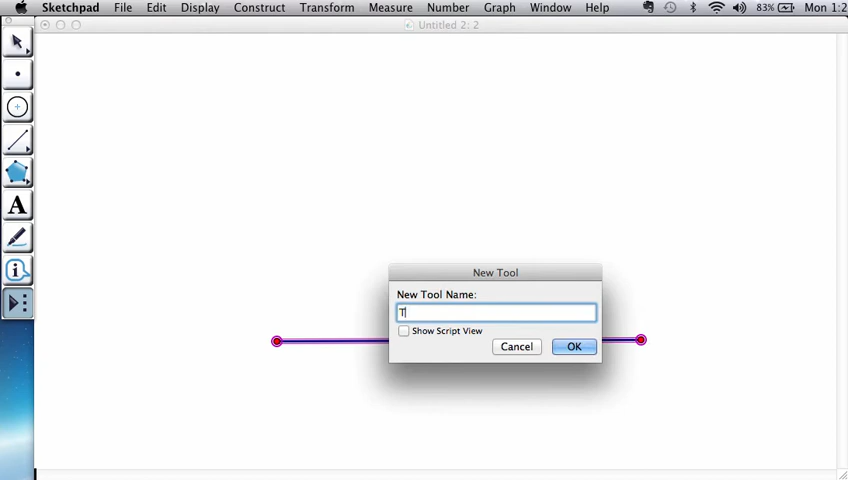 Sketchpad File Edit Display Construct Transform Measure Number Graph Window Help 83% Mon 1:2
Untitled 2: 2
A
New Tool
New Tool Name:
T
Show Script View
Cancel OK